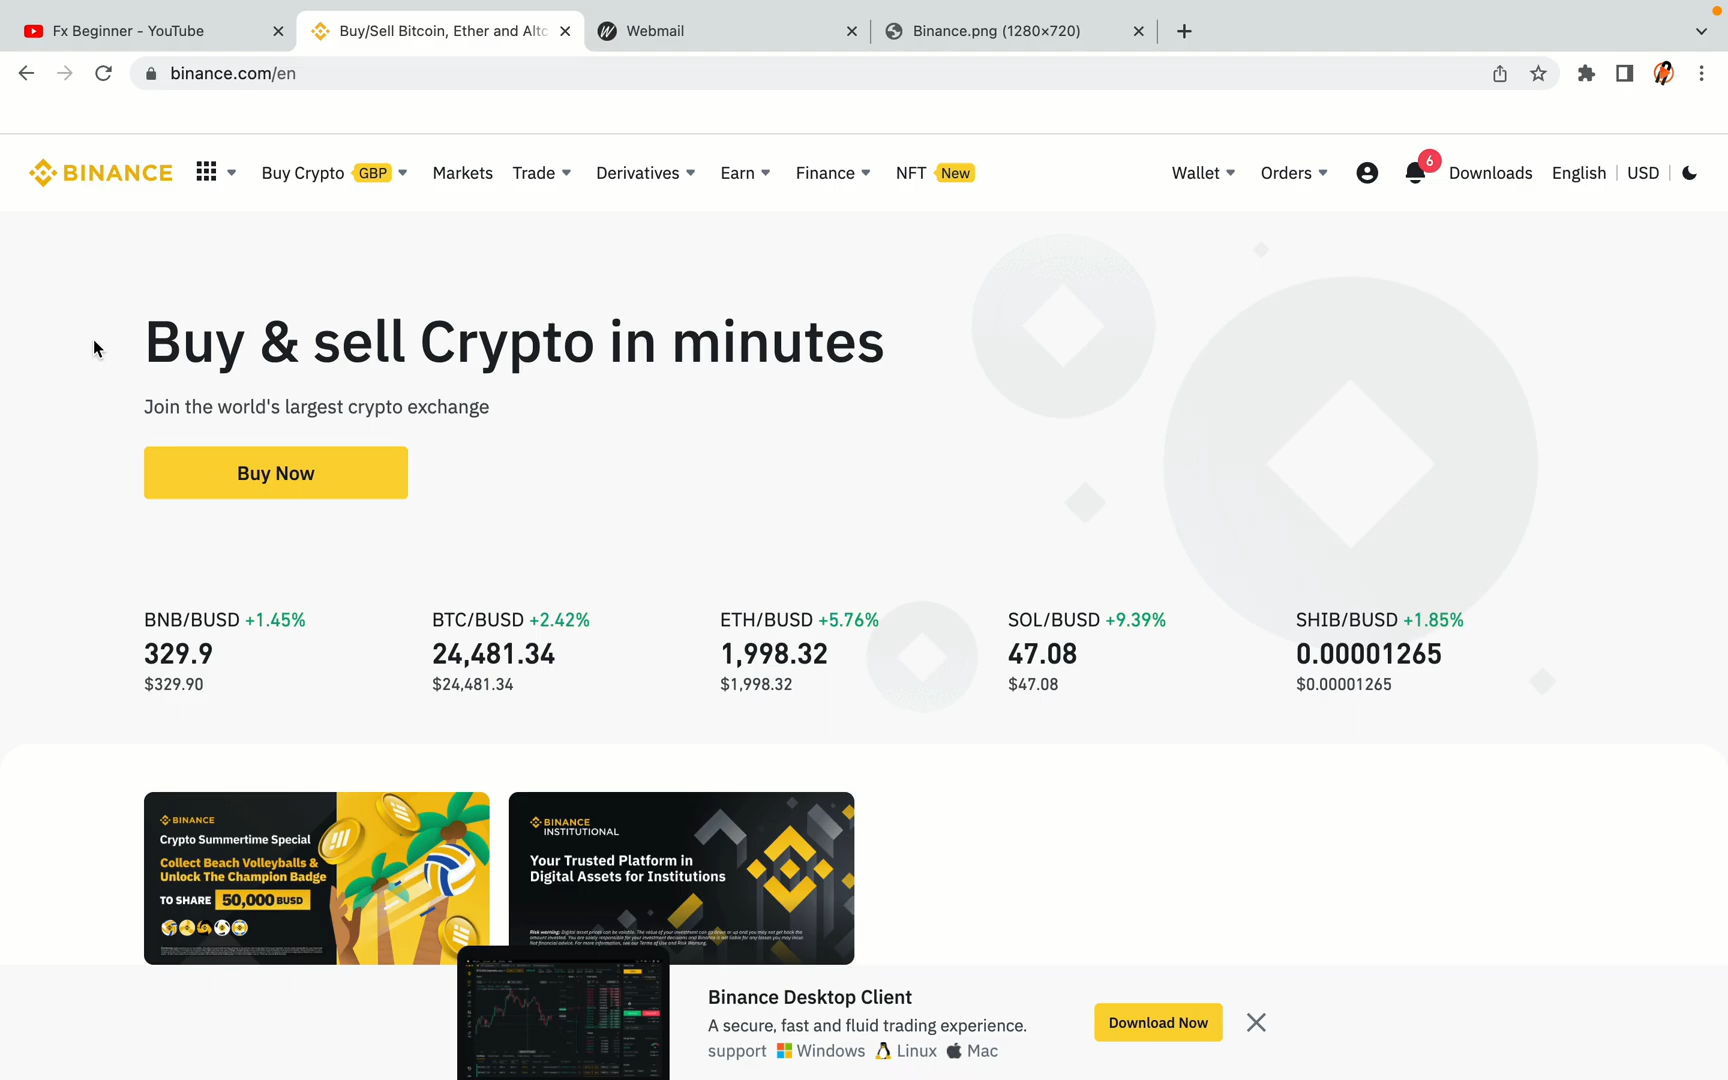 Fx Beginner - YouTube
Buy/Sell Bitcoin, Ether and Altc
Webmail
Binance.png (1280×720)
binance.com/en
BINANCE
Buy Crypto GBP
Markets
Trade
Derivatives
Earn
Finance
NFT New
Wallet
Orders
6
Downloads
English
USD
Buy & sell Crypto in minutes
Join the world's largest crypto exchange
Buy Now
BNB/BUSD +1.45%
329.9
$329.90
BTC/BUSD +2.42%
24,481.34
$24,481.34
ETH/BUSD +5.76%
1,998.32
$1,998.32
SOL/BUSD +9.39%
47.08
$47.08
SHIB/BUSD +1.85%
0.00001265
$0.00001265
BINANCE
Crypto Summertime Special
Collect Beach Volleyballs &
Unlock The Champion Badge
TO SHARE 50,000 BUSD
BINANCE
INSTITUTIONAL
Your Trusted Platform in
Digital Assets for Institutions
Binance Desktop Client
A secure, fast and fluid trading experience.
support Windows Linux Mac
Download Now